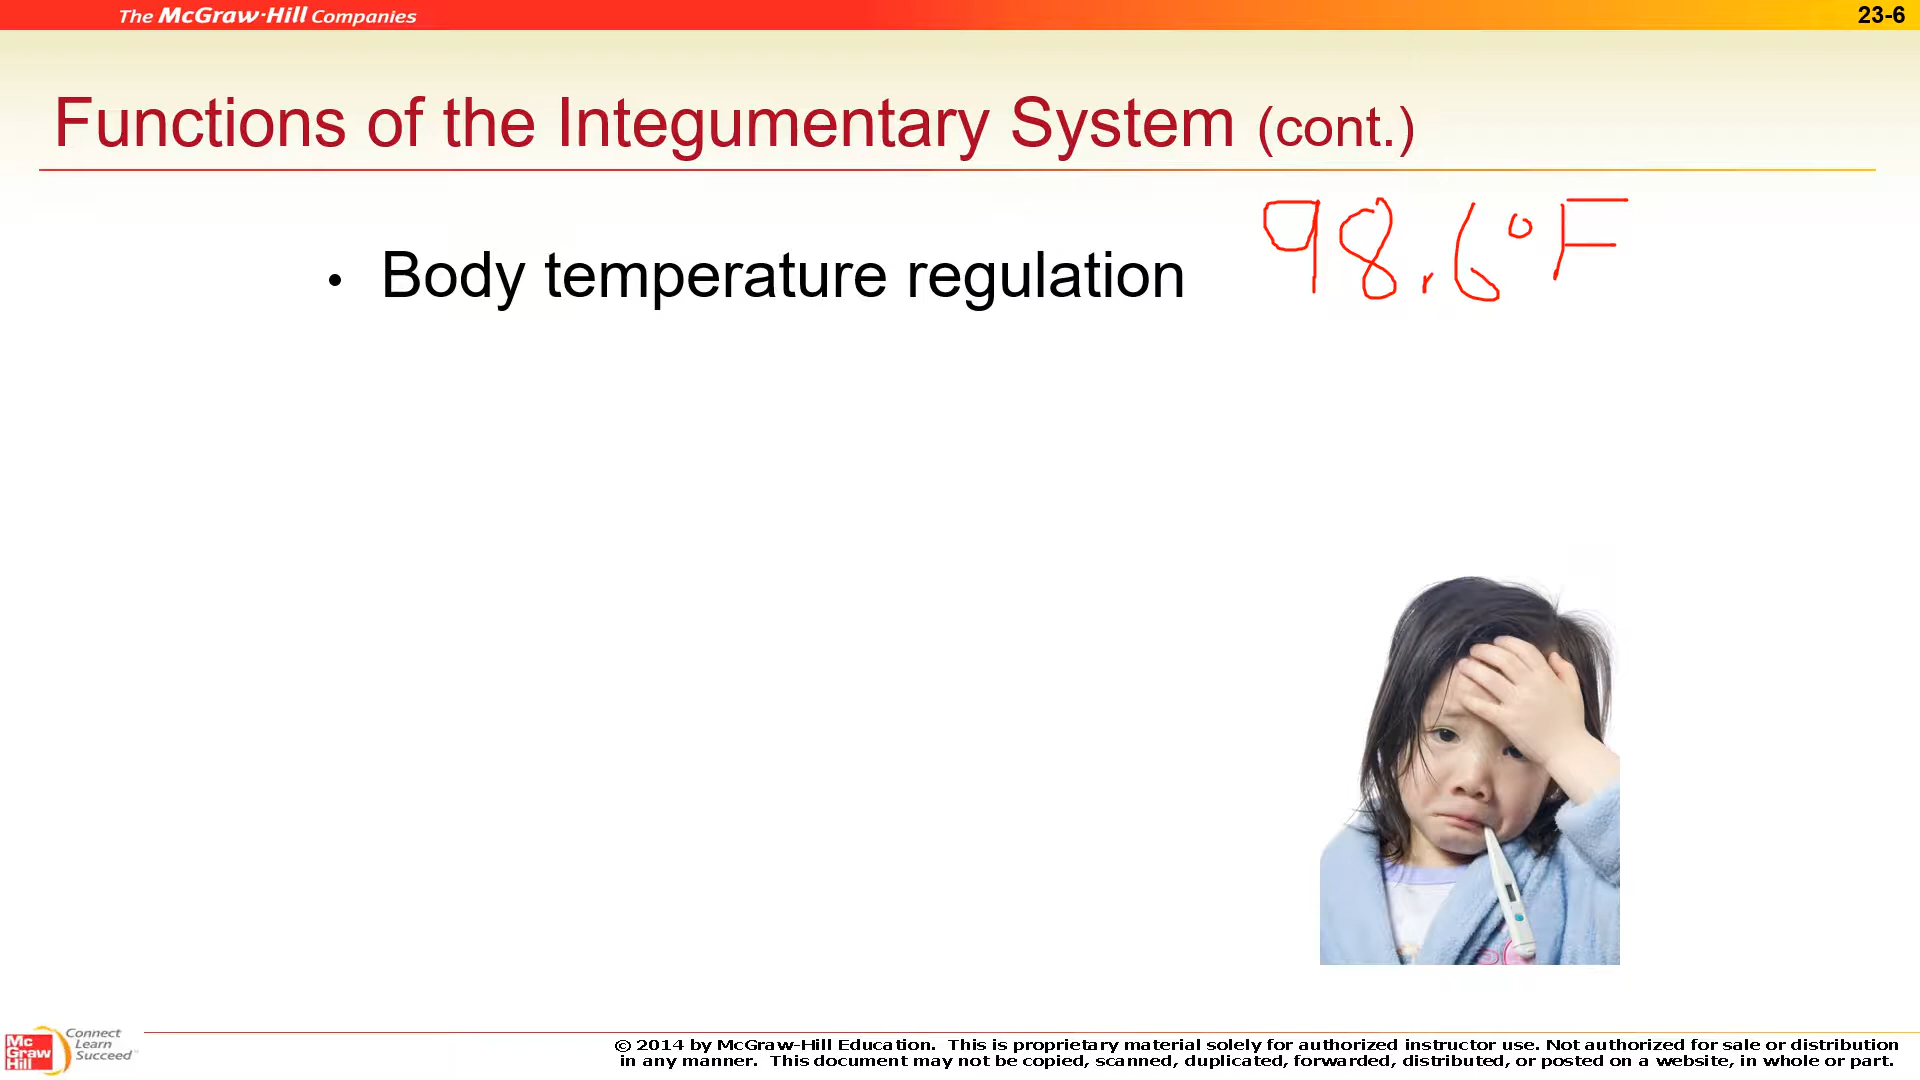 The McGraw-Hill Companies
23-6
Functions of the Integumentary System (cont.)
• Body temperature regulation
98.6°F
Mc
Graw
Hill
Connect
Learn
Succeed™
© 2014 by McGraw-Hill Education. This is proprietary material solely for authorized instructor use. Not authorized for sale or distribution
in any manner. This document may not be copied, scanned, duplicated, forwarded, distributed, or posted on a website, in whole or part.